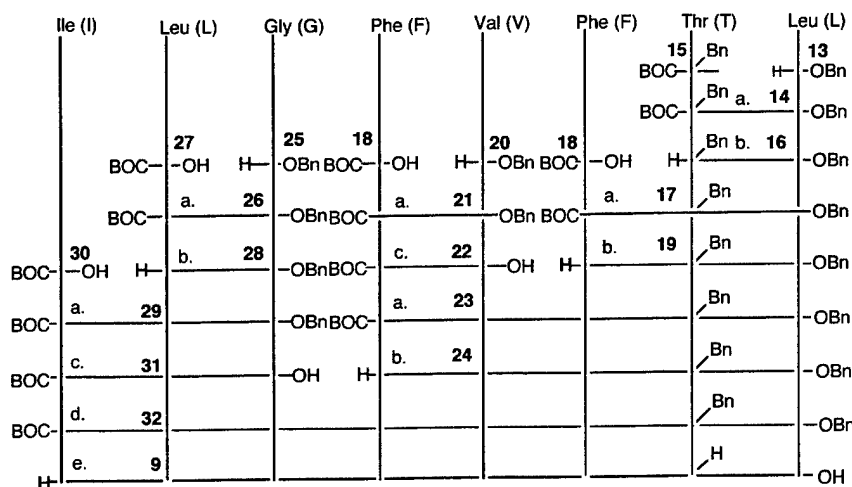 Ile (I) Leu (L) Gly (G) Phe (F) Val (V) Phe (F) Thr (T) Leu (L)
15 Bn 13
BOC H OBn
Bn a. 14
BOC OBn
27 25 18 20 18 Bn b. 16
BOC OH H OBn BOC OH H OBn BOC OH H OBn
a. 26 a. 21 a. 17 Bn
BOC OBn BOC OBn BOC OBn
30 b. 28 c. 22 b. 19 Bn
BOC OH H OBn BOC OH H OBn
a. 29 a. 23 Bn
BOC OBn BOC OBn
c. 31 b. 24 Bn
BOC OH H OBn
d. 32 Bn
BOC OBn
e. 9 H
H OH